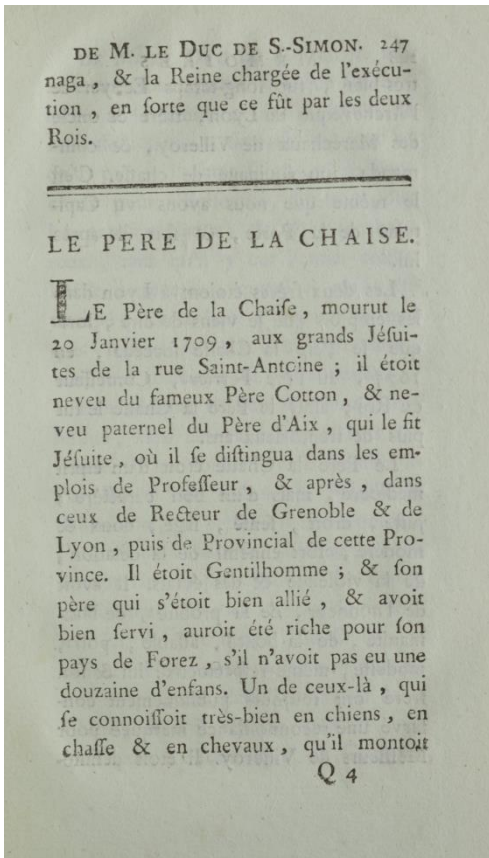 DE M. LE DUC DE S.-SIMON. 247
naga, & la Reine chargée de l'exécu-
tion, en ſorte que ce fût par les deux
Rois.
LE PERE DE LA CHAISE.
LE Père de la Chaiſe, mourut le
20 Janvier 1709, aux grands Jéſui-
tes de la rue Saint-Antoine; il étoit
neveu du fameux Père Cotton, & ne-
veu paternel du Père d'Aix, qui le fit
Jéſuite, où il ſe diſtingua dans les em-
plois de Profeſſeur, & après, dans
ceux de Recteur de Grenoble & de
Lyon, puis de Provincial de cette Pro-
vince. Il étoit Gentilhomme; & ſon
père qui s'étoit bien allié, & avoit
bien ſervi, auroit été riche pour ſon
pays de Forez, s'il n'avoit pas eu une
douzaine d'enfans. Un de ceux-là, qui
ſe connoiſſoit très-bien en chiens, en
chaſſe & en chevaux, qu'il montoit
Q 4